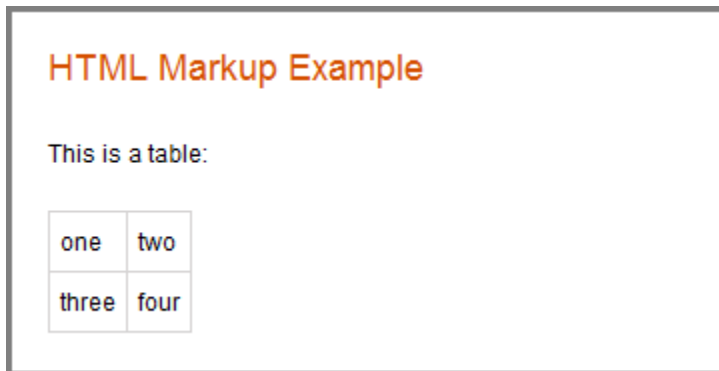 HTML Markup Example
This is a table:
one two
three four